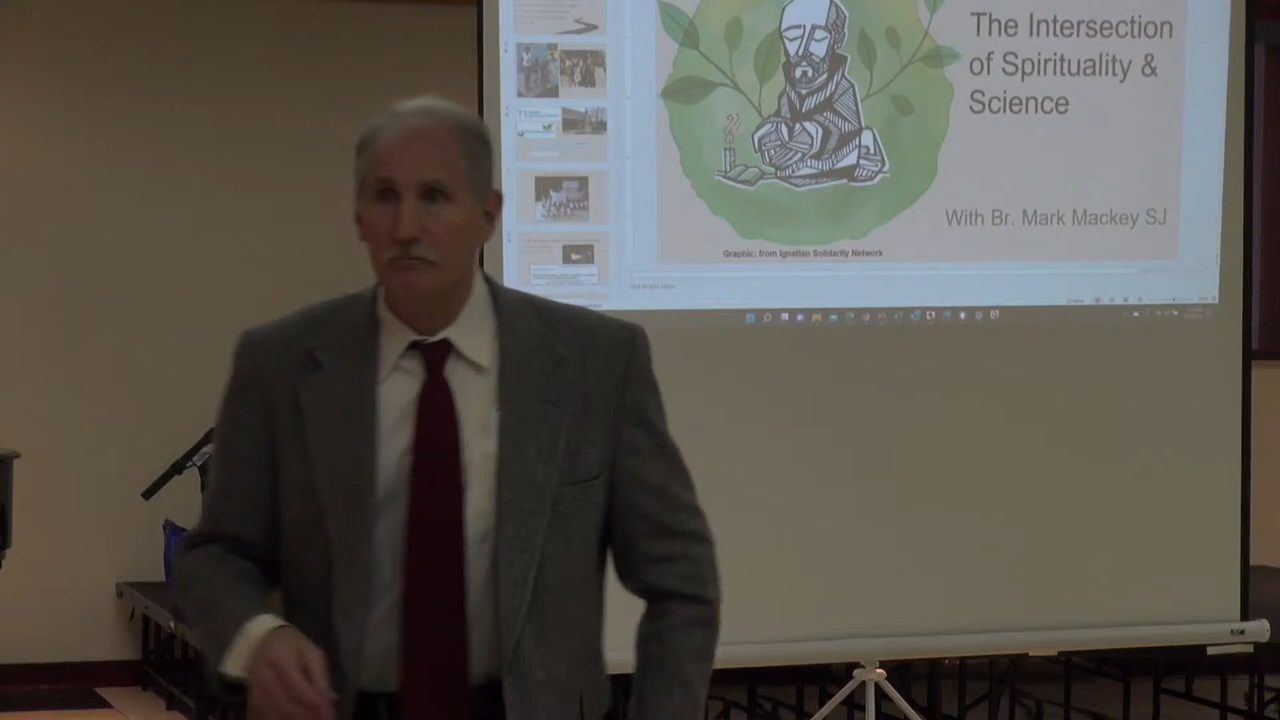 The Intersection
of Spirituality &
Science
With Br. Mark Mackey SJ
Graphic: from Ignatian Solidarity Network